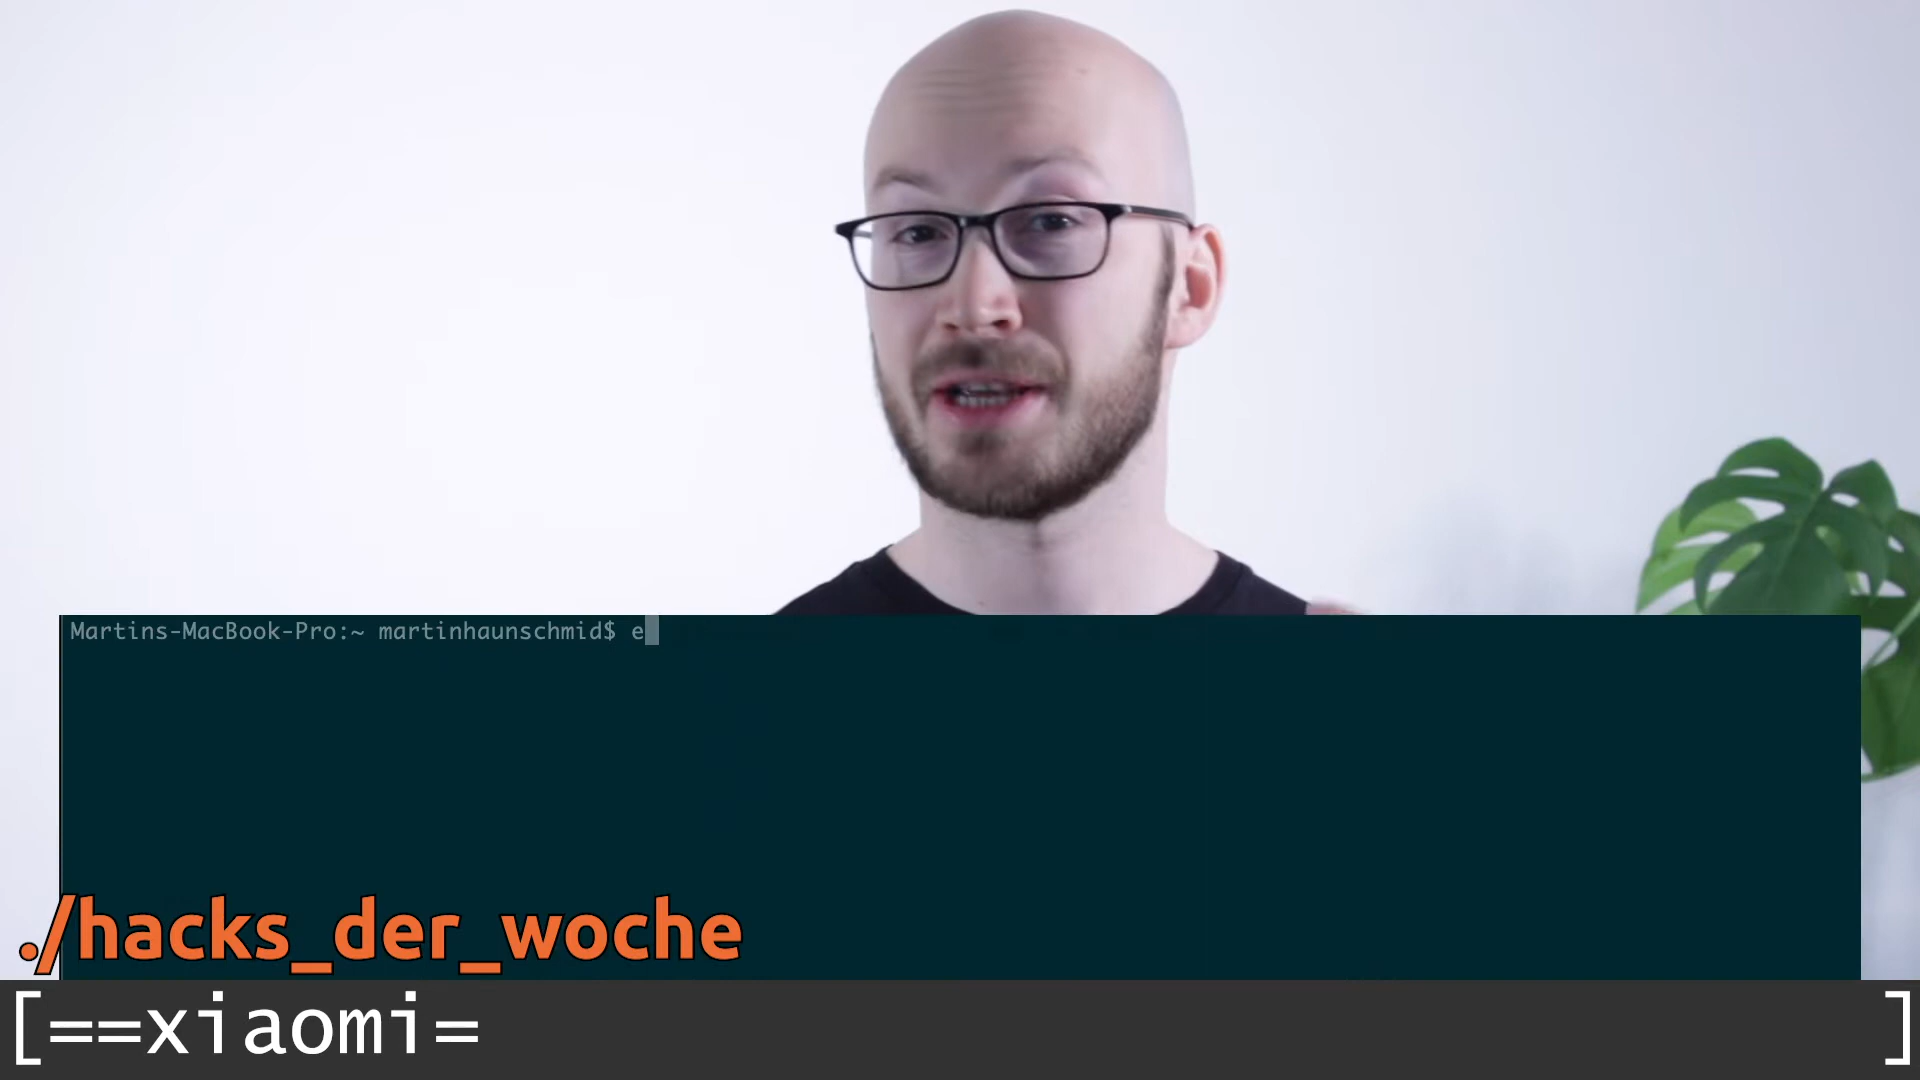 Martins-MacBook-Pro:~ martinhaunschmid$ e
./hacks_der_woche
[==xiaomi= ]